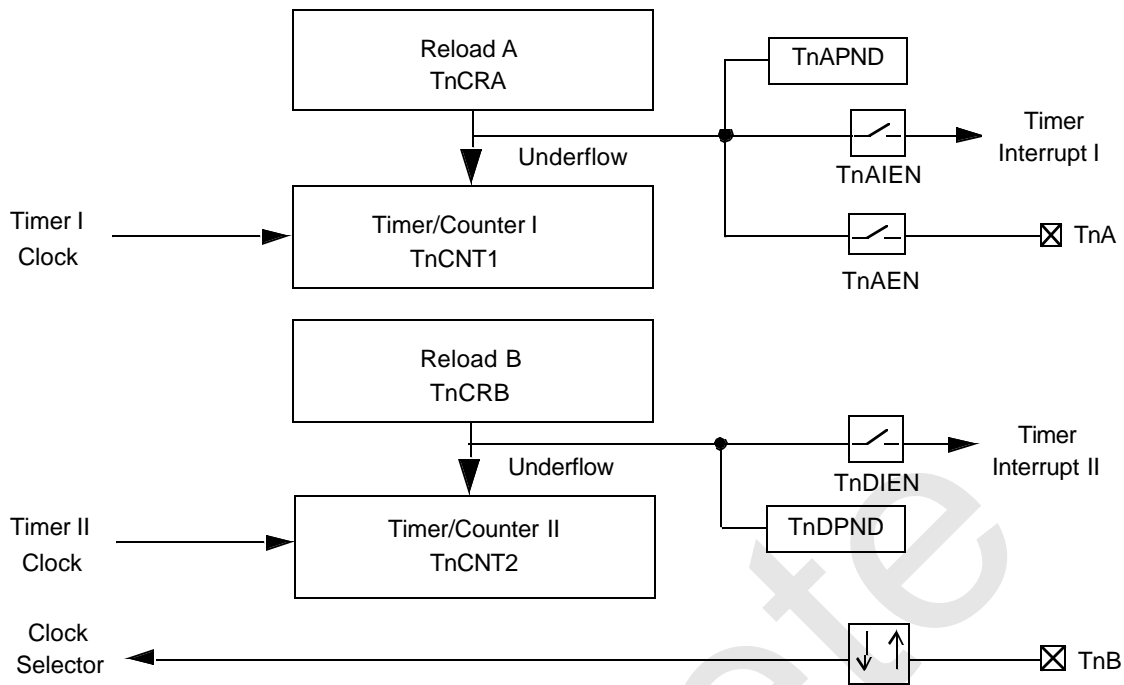 Reload A
TnCRA
TnAPND
Underflow
TnAIEN
Timer
Interrupt I
Timer I
Clock
Timer/Counter I
TnCNT1
TnAEN
TnA
Reload B
TnCRB
Underflow
TnDIEN
Timer
Interrupt II
TnDPND
Timer II
Clock
Timer/Counter II
TnCNT2
Clock
Selector
TnB